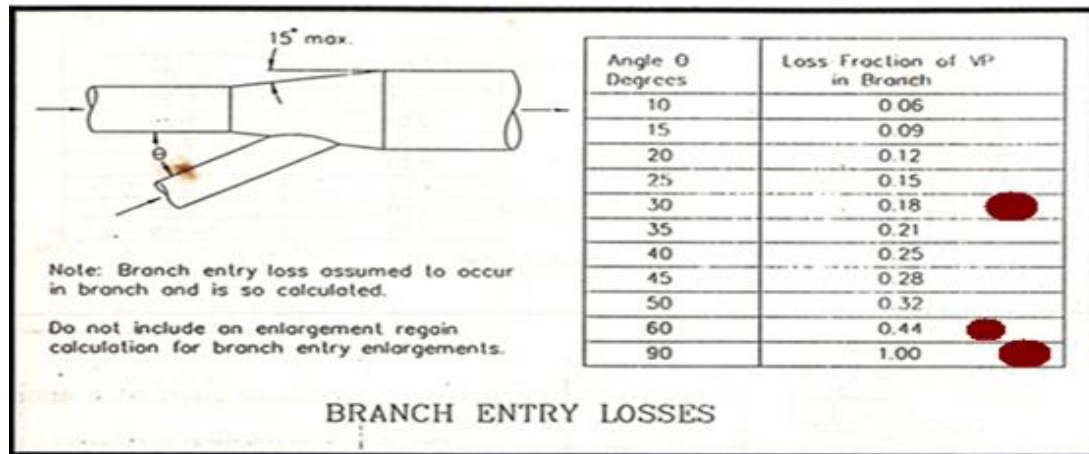 15° max.
θ
Note: Branch entry loss assumed to occur
in branch and is so calculated.
Do not include an enlargement regain
calculation for branch entry enlargements.
Angle θ Degrees Loss Fraction of VP in Branch
10 0.06
15 0.09
20 0.12
25 0.15
30 0.18
35 0.21
40 0.25
45 0.28
50 0.32
60 0.44
90 1.00
BRANCH ENTRY LOSSES